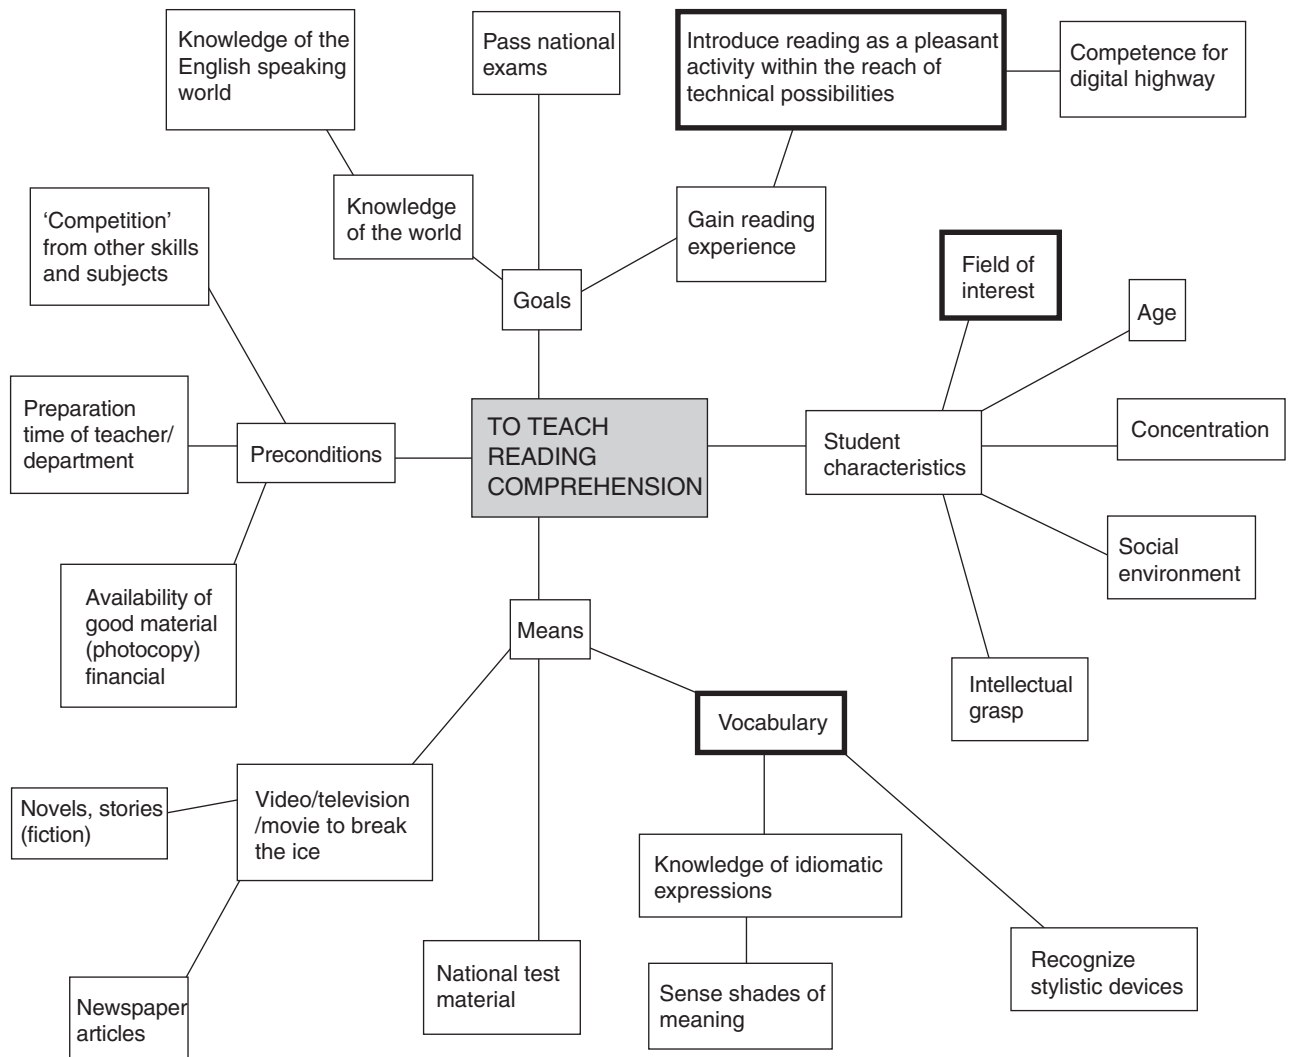 Knowledge of the
English speaking
world
Pass national
exams
Introduce reading as a pleasant
activity within the reach of
technical possibilities
Competence for
digital highway
‘Competition’
from other skills
and subjects
Knowledge
of the world
Gain reading
experience
Goals
Field of
interest
Age
Preparation
time of teacher/
department
Preconditions
TO TEACH
READING
COMPREHENSION
Student
characteristics
Concentration
Social
environment
Availability of
good material
(photocopy)
financial
Means
Intellectual
grasp
Vocabulary
Novels, stories
(fiction)
Video/television
/movie to break
the ice
Knowledge of idiomatic
expressions
Newspaper
articles
National test
material
Sense shades of
meaning
Recognize
stylistic devices